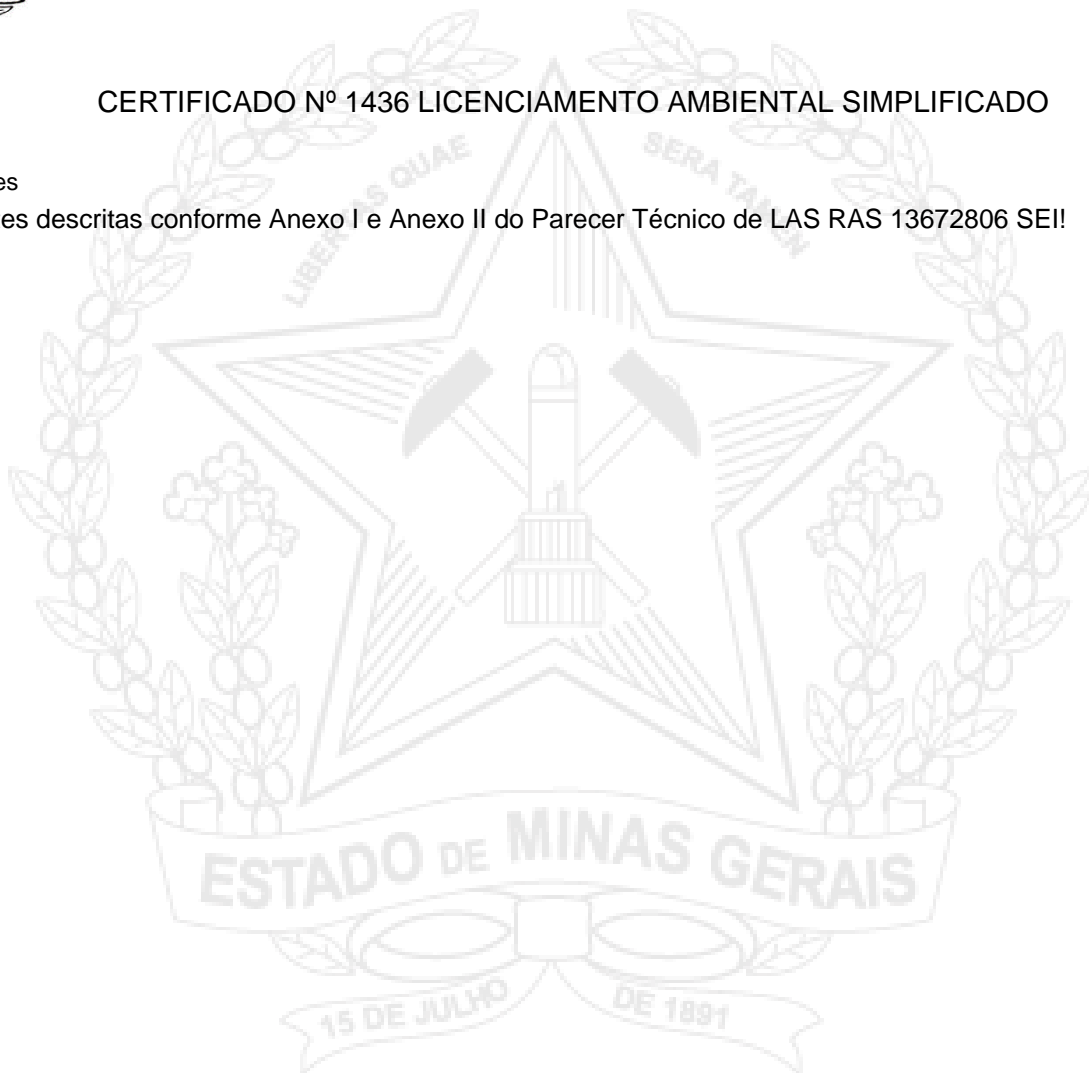 CERTIFICADO Nº 1436 LICENCIAMENTO AMBIENTAL SIMPLIFICADO
es
es descritas conforme Anexo I e Anexo II do Parecer Técnico de LAS RAS 13672806 SEI!
LIBERTAS QUAE SERA TAMEN
ESTADO DE MINAS GERAIS
15 DE JULHO DE 1891